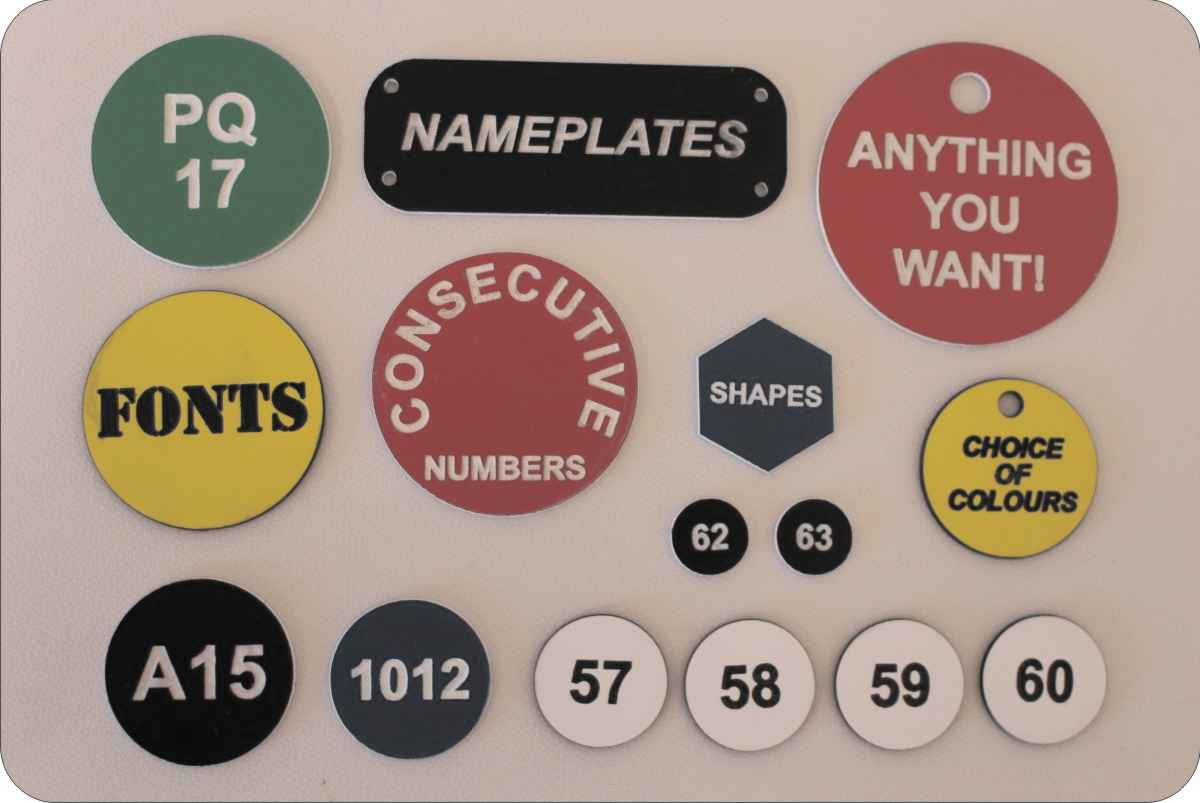 PQ
17
NAMEPLATES
ANYTHING
YOU
WANT!
FONTS
CONSECUTIVE
NUMBERS
SHAPES
CHOICE
OF
COLOURS
62
63
A15
1012
57
58
59
60